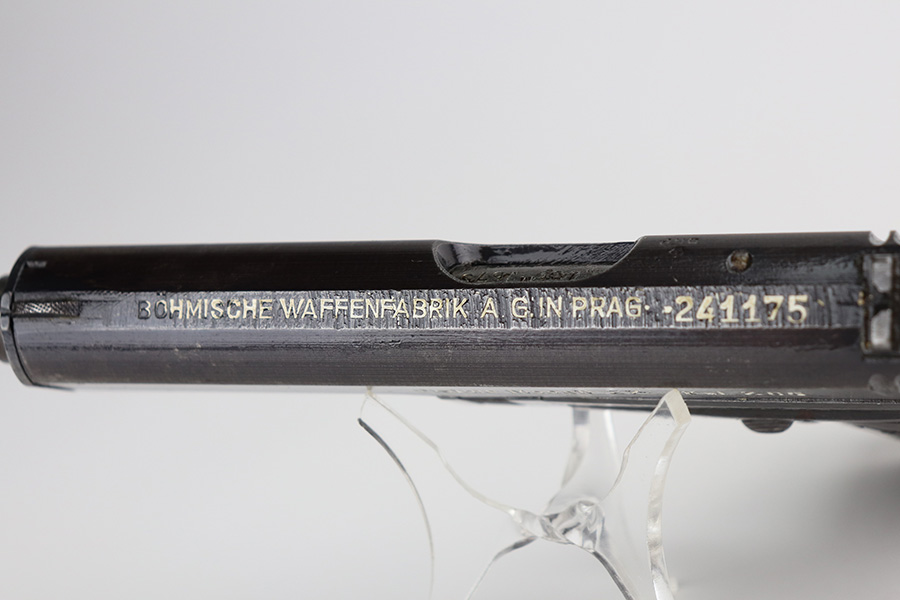 BÖHMISCHE WAFFENFABRIK A.G. IN PRAG. -241175